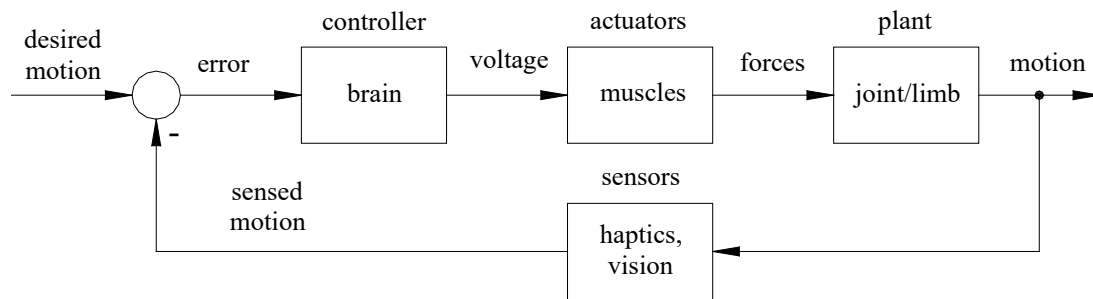 controller
actuators
plant
desired
motion
error
brain
voltage
muscles
forces
joint/limb
motion
-
sensed
motion
sensors
haptics,
vision